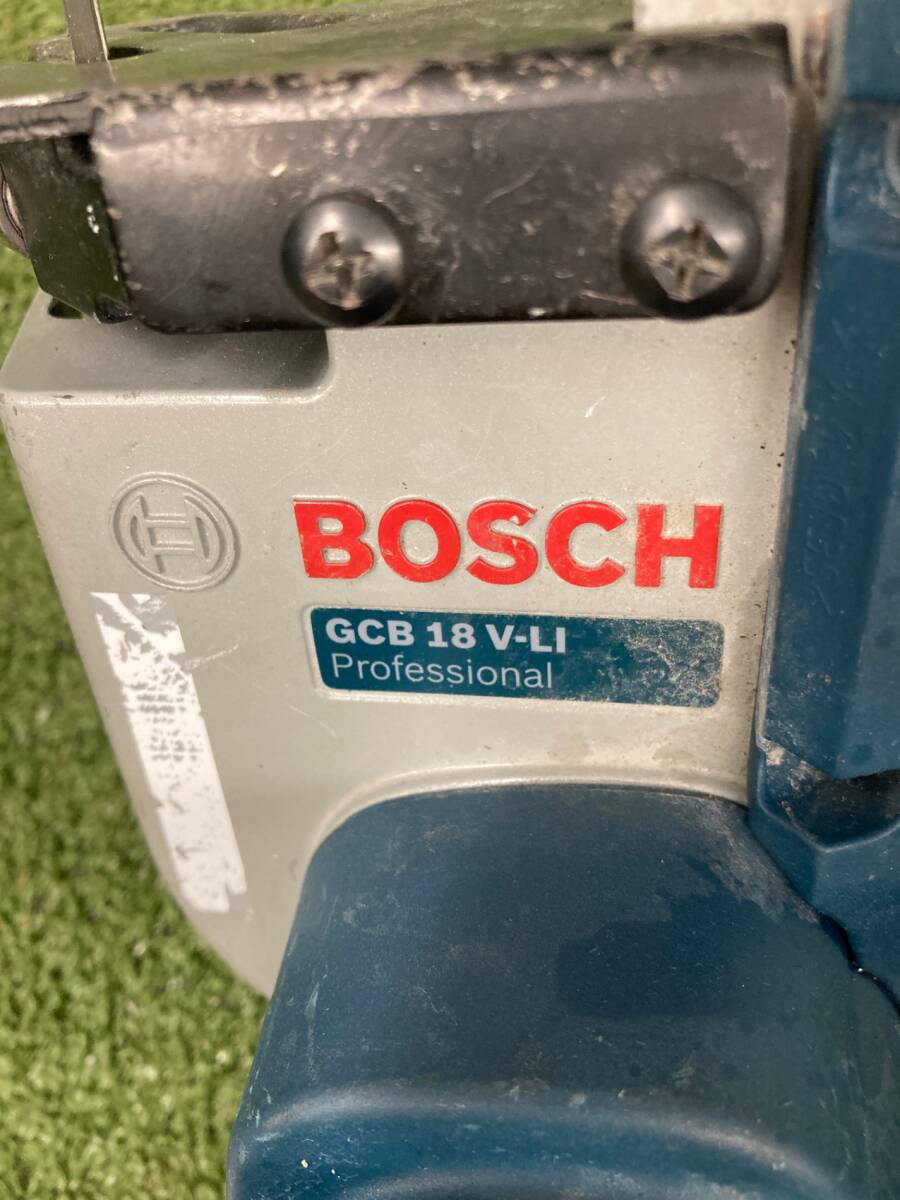 BOSCH
GCB 18 V-LI
Professional